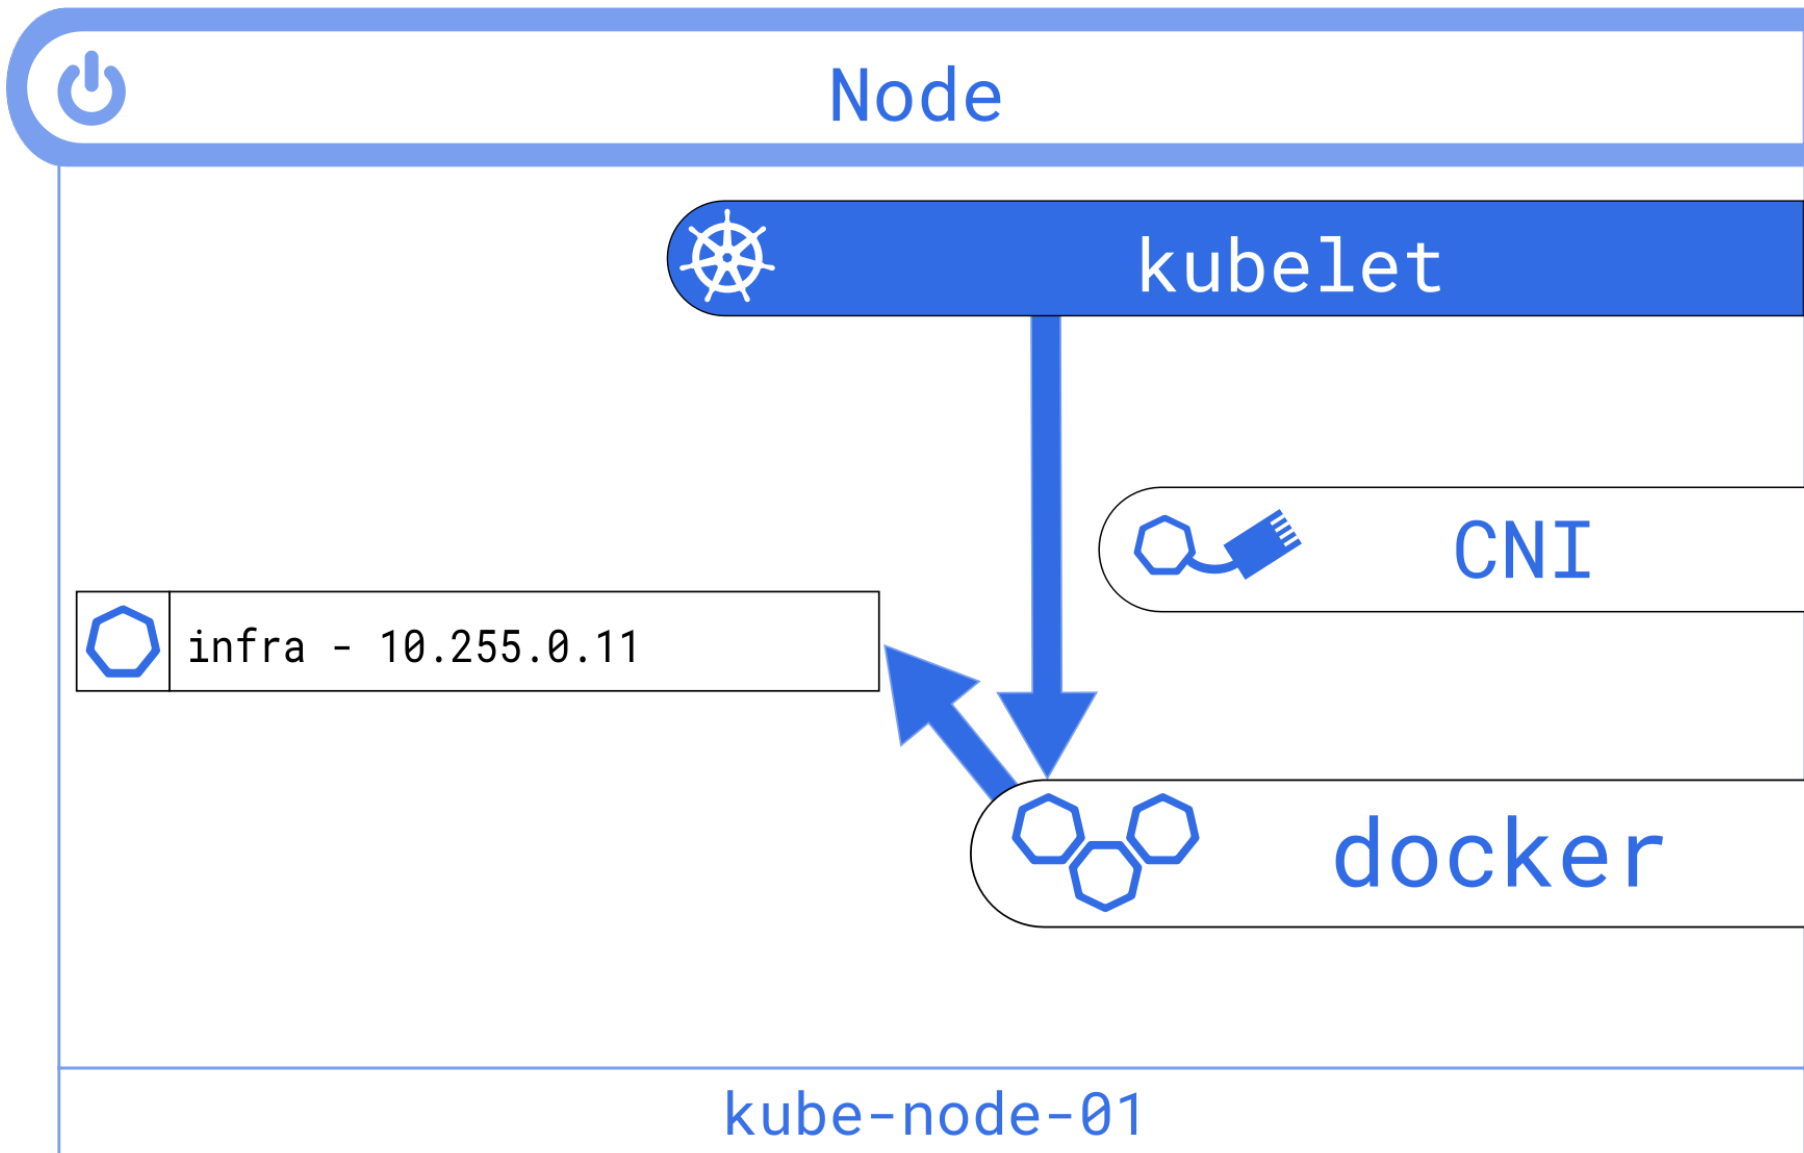 Node
kubelet
CNI
infra - 10.255.0.11
docker
kube-node-01